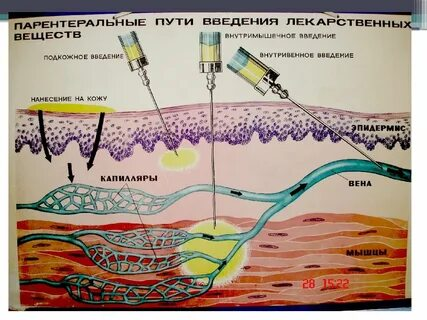 ПАРЕНТЕРАЛЬНЫЕ ПУТИ ВВЕДЕНИЯ ЛЕКАРСТВЕННЫХ
ВЕЩЕСТВ
ВНУТРИМЫШЕЧНОЕ ВВЕДЕНИЕ
ПОДКОЖНОЕ ВВЕДЕНИЕ
ВНУТРИВЕННОЕ ВВЕДЕНИЕ
НАНЕСЕНИЕ НА КОЖУ
ЭПИДЕРМИС
КАПИЛЛЯРЫ
ВЕНА
МЫШЦЫ
28 15:22